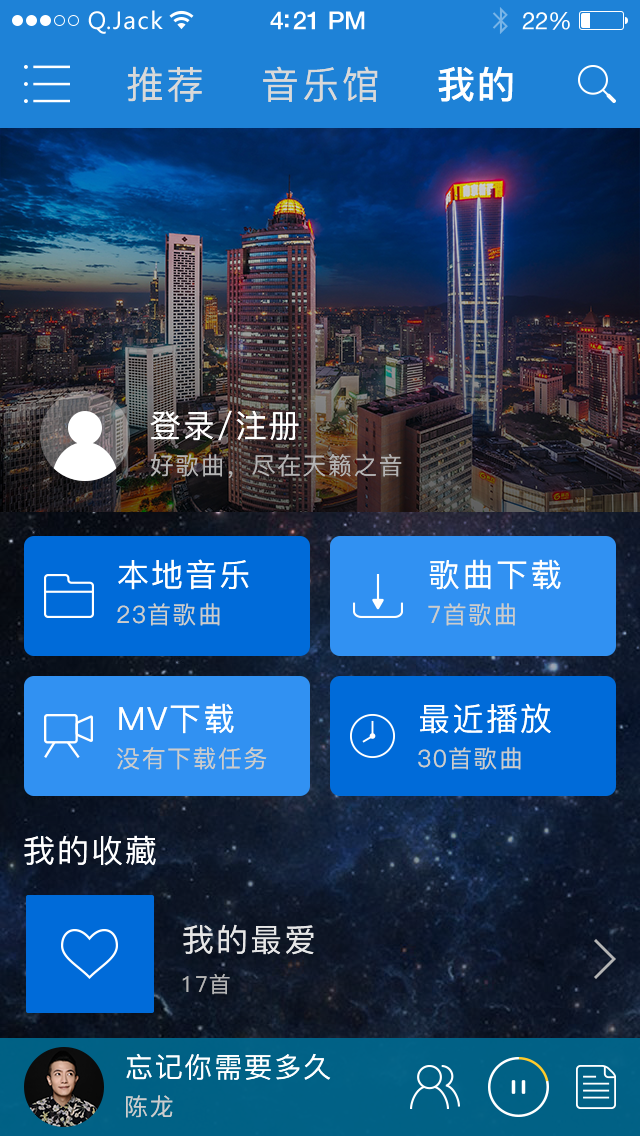 Q.Jack 4:21 PM 22%
推荐 音乐馆 我的
登录/注册
好歌曲，尽在天籁之音
本地音乐
23首歌曲
歌曲下载
7首歌曲
MV下载
没有下载任务
最近播放
30首歌曲
我的收藏
我的最爱
17首
忘记你需要多久
陈龙